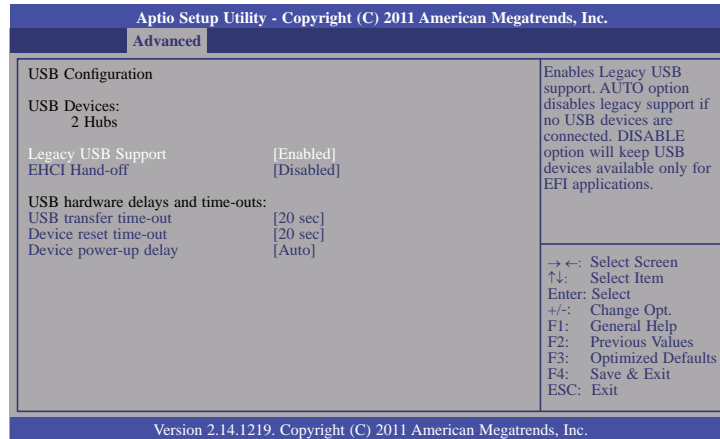 Aptio Setup Utility - Copyright (C) 2011 American Megatrends, Inc.
Advanced
USB Configuration
USB Devices:
2 Hubs
Legacy USB Support [Enabled]
EHCI Hand-off [Disabled]
USB hardware delays and time-outs:
USB transfer time-out [20 sec]
Device reset time-out [20 sec]
Device power-up delay [Auto]
Enables Legacy USB
support. AUTO option
disables legacy support if
no USB devices are
connected. DISABLE
option will keep USB
devices available only for
EFI applications.
→ ←: Select Screen
↑↓: Select Item
Enter: Select
+/-: Change Opt.
F1: General Help
F2: Previous Values
F3: Optimized Defaults
F4: Save & Exit
ESC: Exit
Version 2.14.1219. Copyright (C) 2011 American Megatrends, Inc.